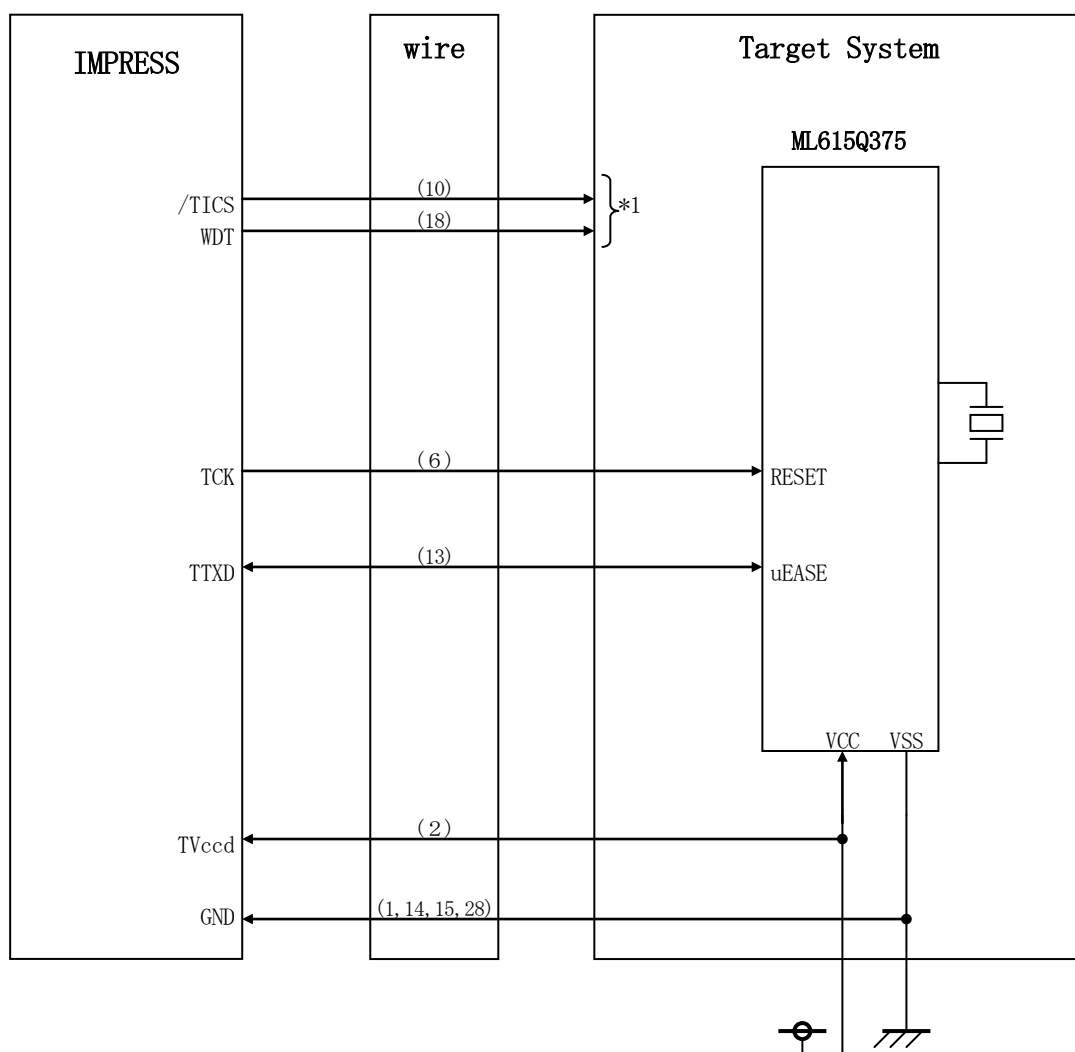 IMPRESS
wire
Target System
ML615Q375
/TICS
(10)
*1
WDT
(18)
TCK
(6)
RESET
TTXD
(13)
uEASE
VCC
VSS
TVccd
(2)
GND
(1,14,15,28)